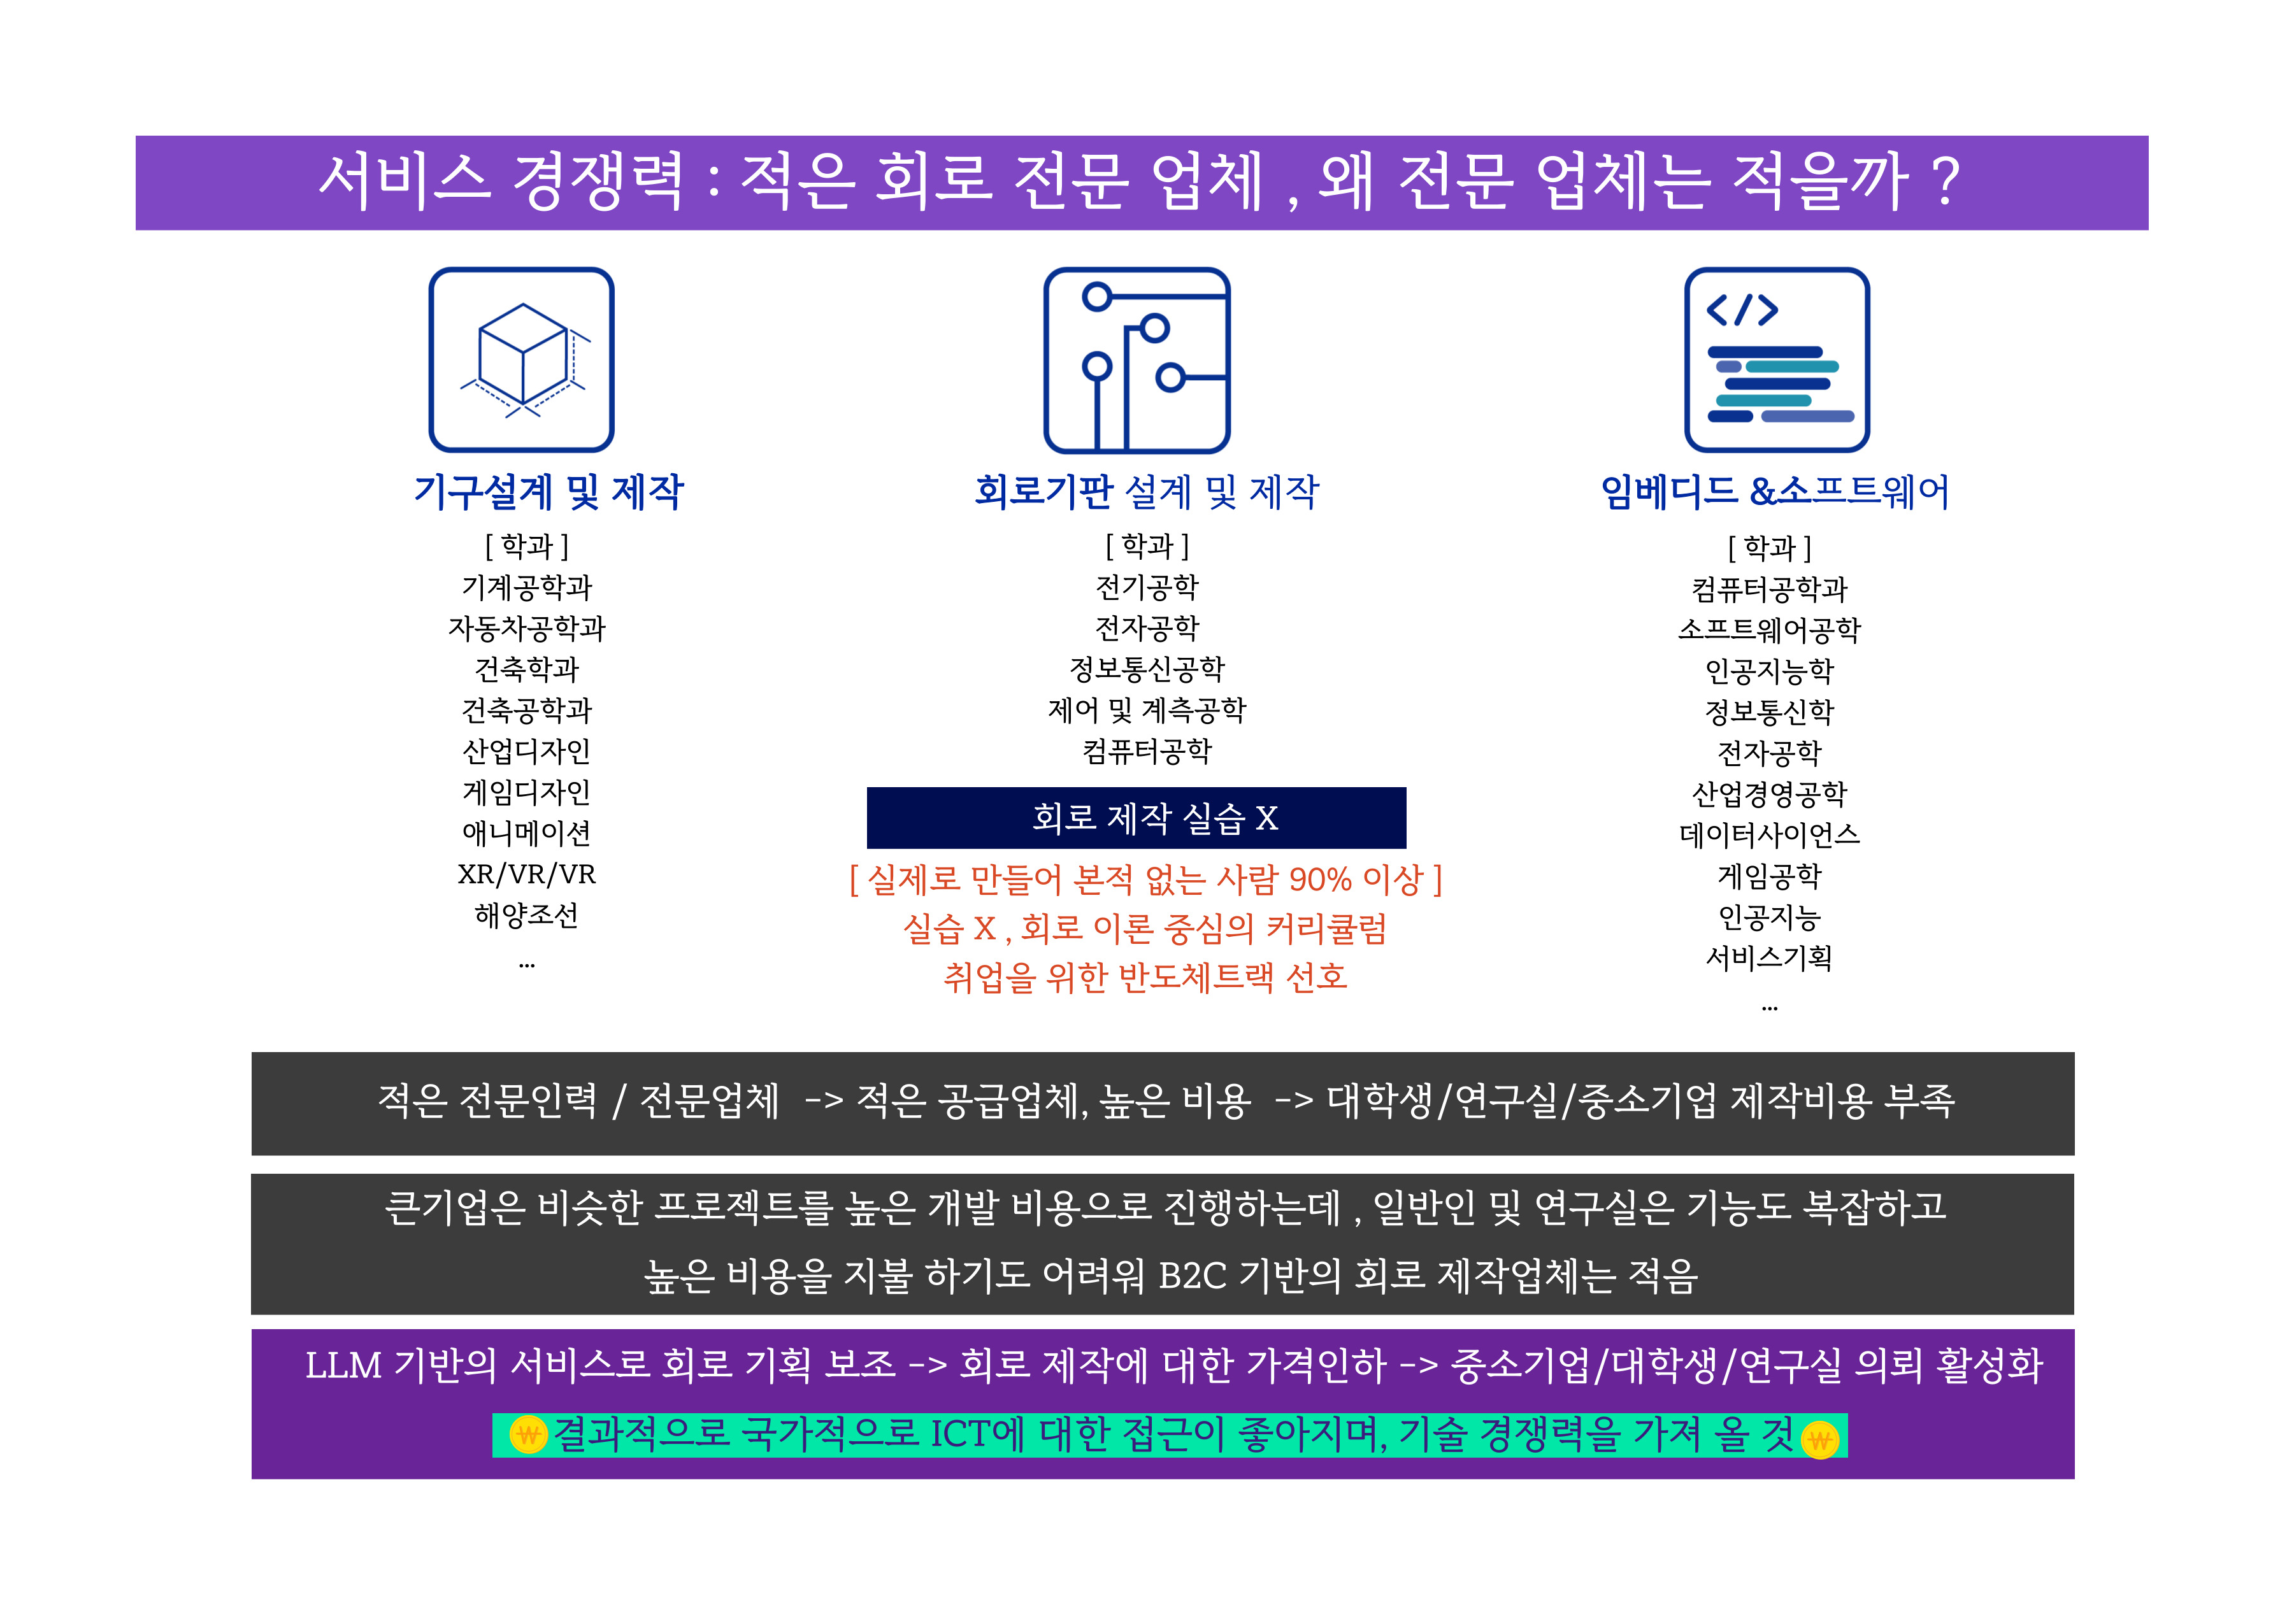 서비스 경쟁력 : 적은 회로 전문 업체 , 왜 전문 업체는 적을까 ?
</>
기구설계 및 제작
[ 학과 ]
기계공학과
자동차공학과
건축학과
건축공학과
산업디자인
게임디자인
애니메이션
XR/VR/VR
해양조선
...
회로기판 설계 및 제작
[ 학과 ]
전기공학
전자공학
정보통신공학
제어 및 계측공학
컴퓨터공학
회로 제작 실습 X
[ 실제로 만들어 본적 없는 사람 90% 이상 ]
실습 X , 회로 이론 중심의 커리큘럼
취업을 위한 반도체트랙 선호
임베디드 &소프트웨어
[ 학과 ]
컴퓨터공학과
소프트웨어공학
인공지능학
정보통신학
전자공학
산업경영공학
데이터사이언스
게임공학
인공지능
서비스기획
...
적은 전문인력 / 전문업체 -> 적은 공급업체, 높은 비용 -> 대학생/연구실/중소기업 제작비용 부족
큰기업은 비슷한 프로젝트를 높은 개발 비용으로 진행하는데 , 일반인 및 연구실은 기능도 복잡하고
높은 비용을 지불 하기도 어려워 B2C 기반의 회로 제작업체는 적음
LLM 기반의 서비스로 회로 기획 보조 -> 회로 제작에 대한 가격인하 -> 중소기업/대학생/연구실 의뢰 활성화
₩ 결과적으로 국가적으로 ICT에 대한 접근이 좋아지며, 기술 경쟁력을 가져 올 것 ₩